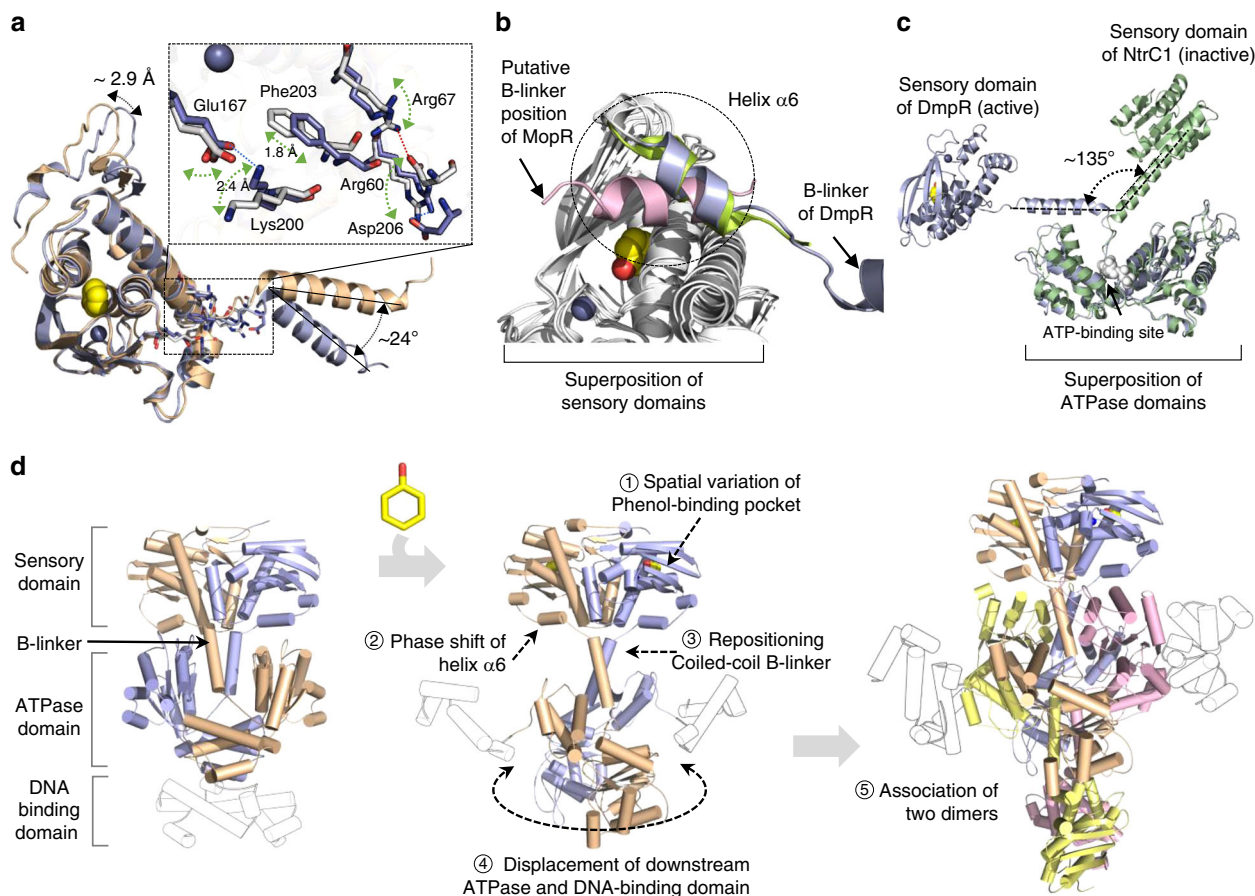 a
~ 2.9 Å
Glu167
Phe203
Arg67
1.8 Å
2.4 Å
Arg60
Lys200
Asp206
~24°
b
Putative
B-linker
position
of MopR
Helix α6
B-linker
of DmpR
Superposition of
sensory domains
c
Sensory domain
of NtrC1 (inactive)
Sensory domain
of DmpR (active)
~135°
ATP-binding site
Superposition of
ATPase domains
d
Sensory
domain
B-linker
ATPase
domain
DNA
binding
domain
① Spatial variation of
Phenol-binding pocket
② Phase shift of
helix α6
③ Repositioning
Coiled-coil B-linker
④ Displacement of downstream
ATPase and DNA-binding domain
⑤ Association of
two dimers